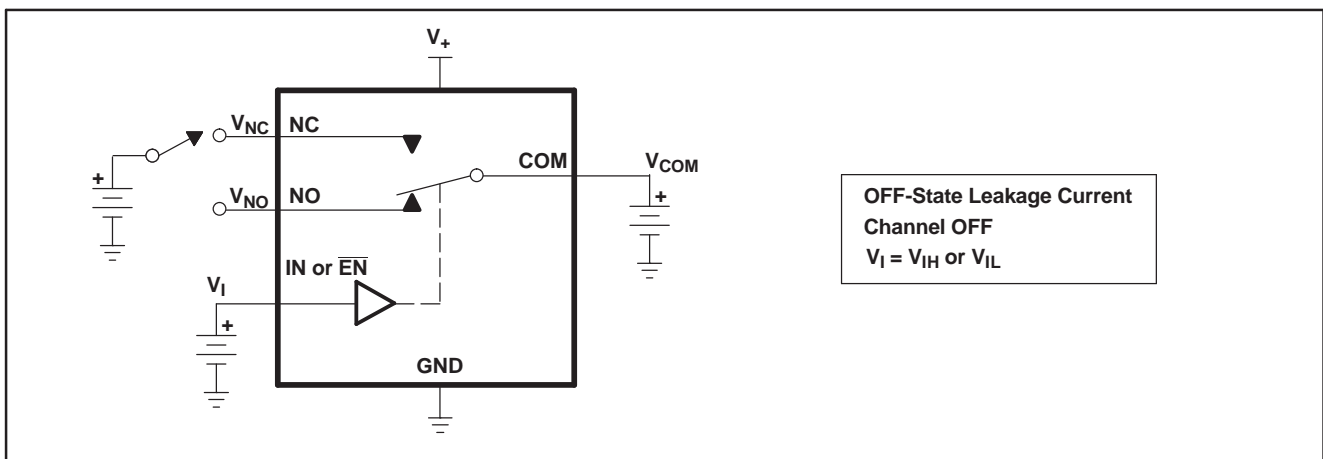 V+
VNC NC
COM VCOM
+
VNO NO
+
OFF-State Leakage Current
Channel OFF
VI = VIH or VIL
IN or EN
VI
+
GND